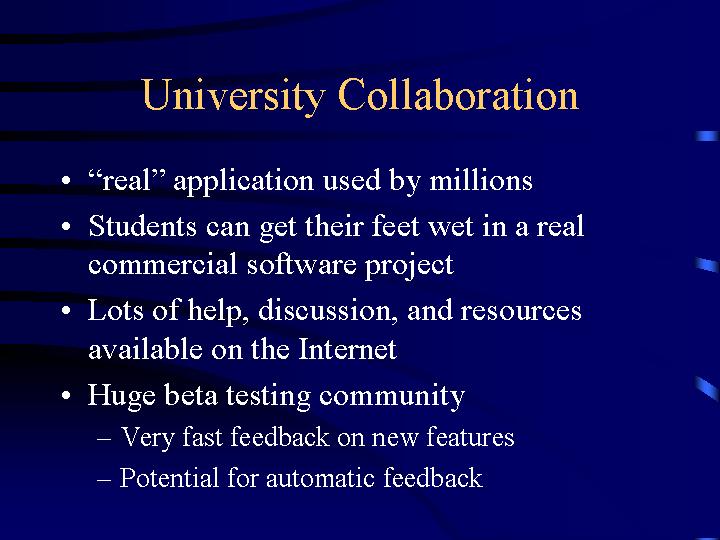 University Collaboration
• “real” application used by millions
• Students can get their feet wet in a real
commercial software project
• Lots of help, discussion, and resources
available on the Internet
• Huge beta testing community
– Very fast feedback on new features
– Potential for automatic feedback